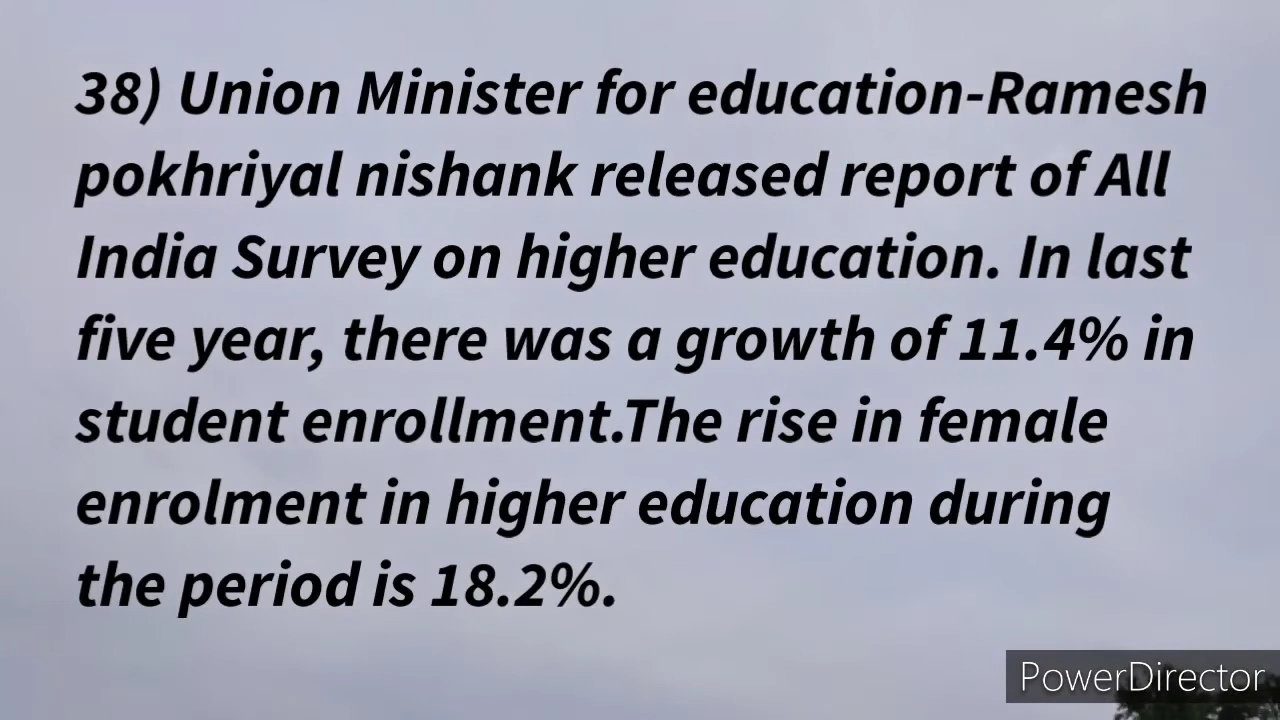 38) Union Minister for education-Ramesh
pokhriyal nishank released report of All
India Survey on higher education. In last
five year, there was a growth of 11.4% in
student enrollment.The rise in female
enrolment in higher education during
the period is 18.2%.
PowerDirector